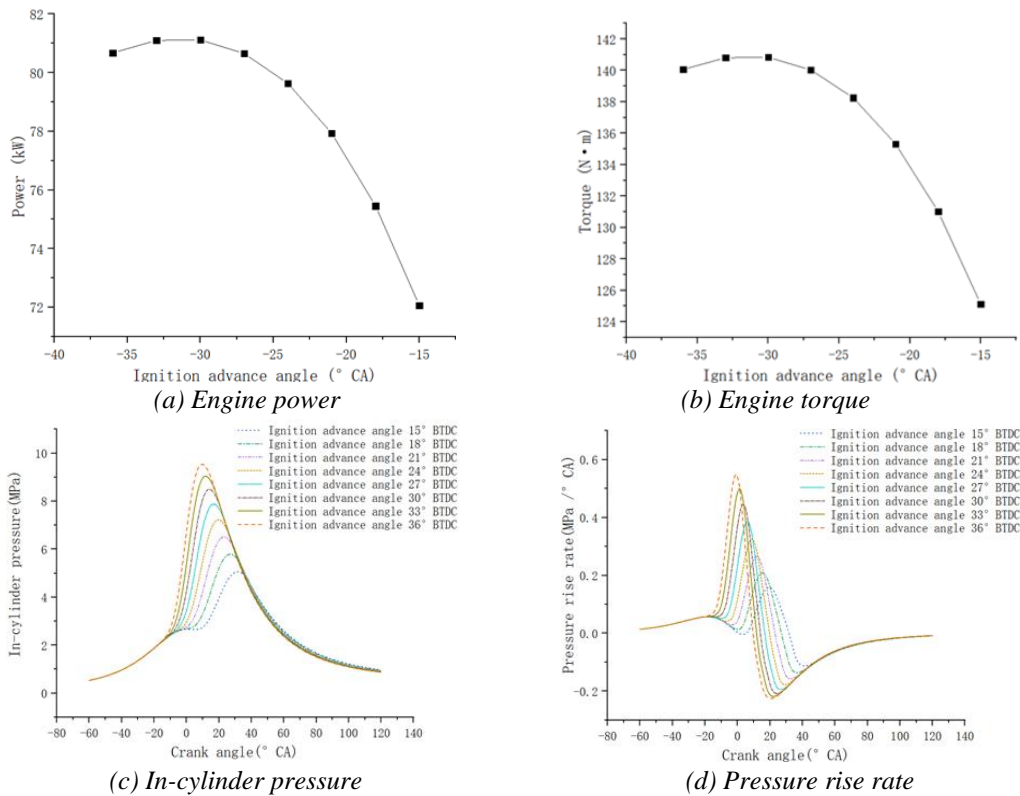 82
80
78
76
74
72
Power (kW)
-40 -35 -30 -25 -20 -15
Ignition advance angle (° CA)
(a) Engine power
142
140
138
136
134
132
130
128
126
124
Torque (N•m)
-40 -35 -30 -25 -20 -15
Ignition advance angle (° CA)
(b) Engine torque
Ignition advance angle 15° BTDC
Ignition advance angle 18° BTDC
Ignition advance angle 21° BTDC
Ignition advance angle 24° BTDC
Ignition advance angle 27° BTDC
Ignition advance angle 30° BTDC
Ignition advance angle 33° BTDC
Ignition advance angle 36° BTDC
10
8
6
4
2
0
In-cylinder pressure(MPa)
-80 -60 -40 -20 0 20 40 60 80 100 120 140
Crank angle(° CA)
(c) In-cylinder pressure
Ignition advance angle 15° BTDC
Ignition advance angle 18° BTDC
Ignition advance angle 21° BTDC
Ignition advance angle 24° BTDC
Ignition advance angle 27° BTDC
Ignition advance angle 30° BTDC
Ignition advance angle 33° BTDC
Ignition advance angle 36° BTDC
0.6
0.4
0.2
0.0
-0.2
Pressure rise rate(MPa /° CA)
-80 -60 -40 -20 0 20 40 60 80 100 120 140
Crank angle(° CA)
(d) Pressure rise rate